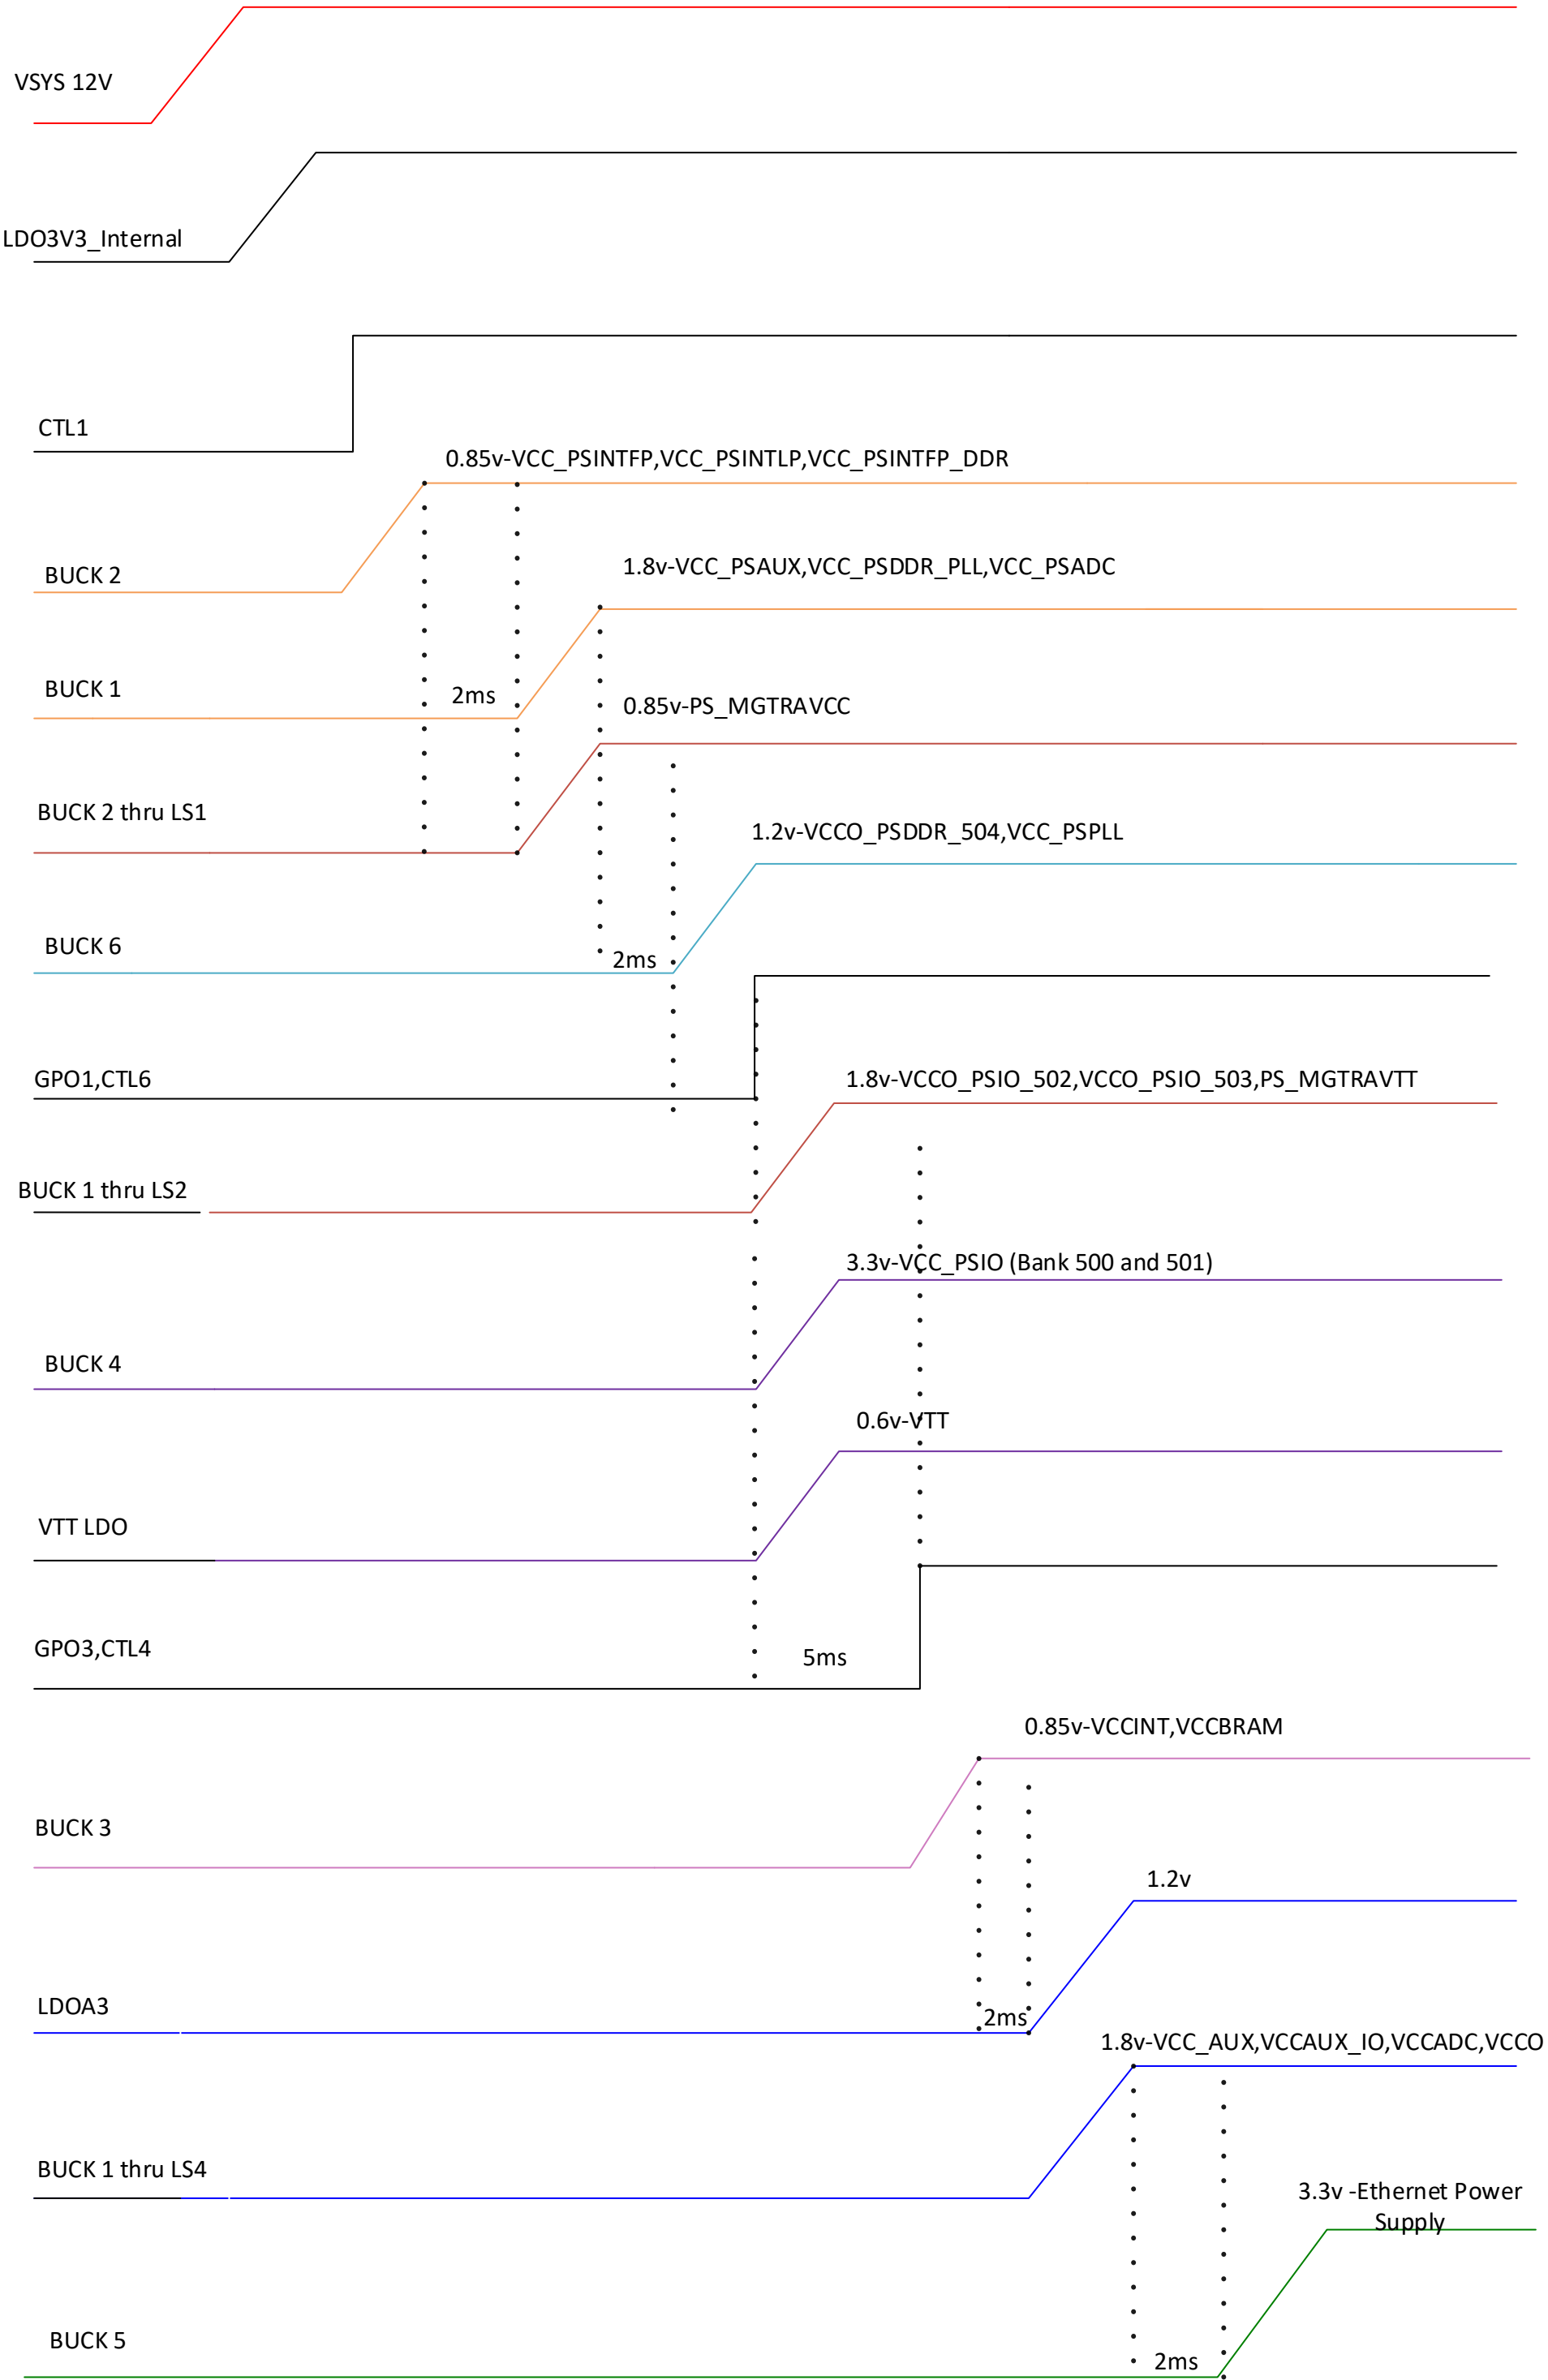 VSYS 12V
LDO3V3_Internal
CTL1
0.85v-VCC_PSINTFP,VCC_PSINTLP,VCC_PSINTFP_DDR
BUCK 2
1.8v-VCC_PSAUX,VCC_PSDDR_PLL,VCC_PSADC
BUCK 1
2ms
0.85v-PS_MGTRAVCC
BUCK 2 thru LS1
1.2v-VCCO_PSDDR_504,VCC_PSPLL
BUCK 6
2ms
GPO1,CTL6
1.8v-VCCO_PSIO_502,VCCO_PSIO_503,PS_MGTRAVTT
BUCK 1 thru LS2
3.3v-VCC_PSIO (Bank 500 and 501)
BUCK 4
0.6v-VTT
VTT LDO
GPO3,CTL4
5ms
0.85v-VCCINT,VCCBRAM
BUCK 3
1.2v
LDOA3
2ms
1.8v-VCC_AUX,VCCAUX_IO,VCCADC,VCCO
BUCK 1 thru LS4
3.3v -Ethernet Power
Supply
BUCK 5
2ms